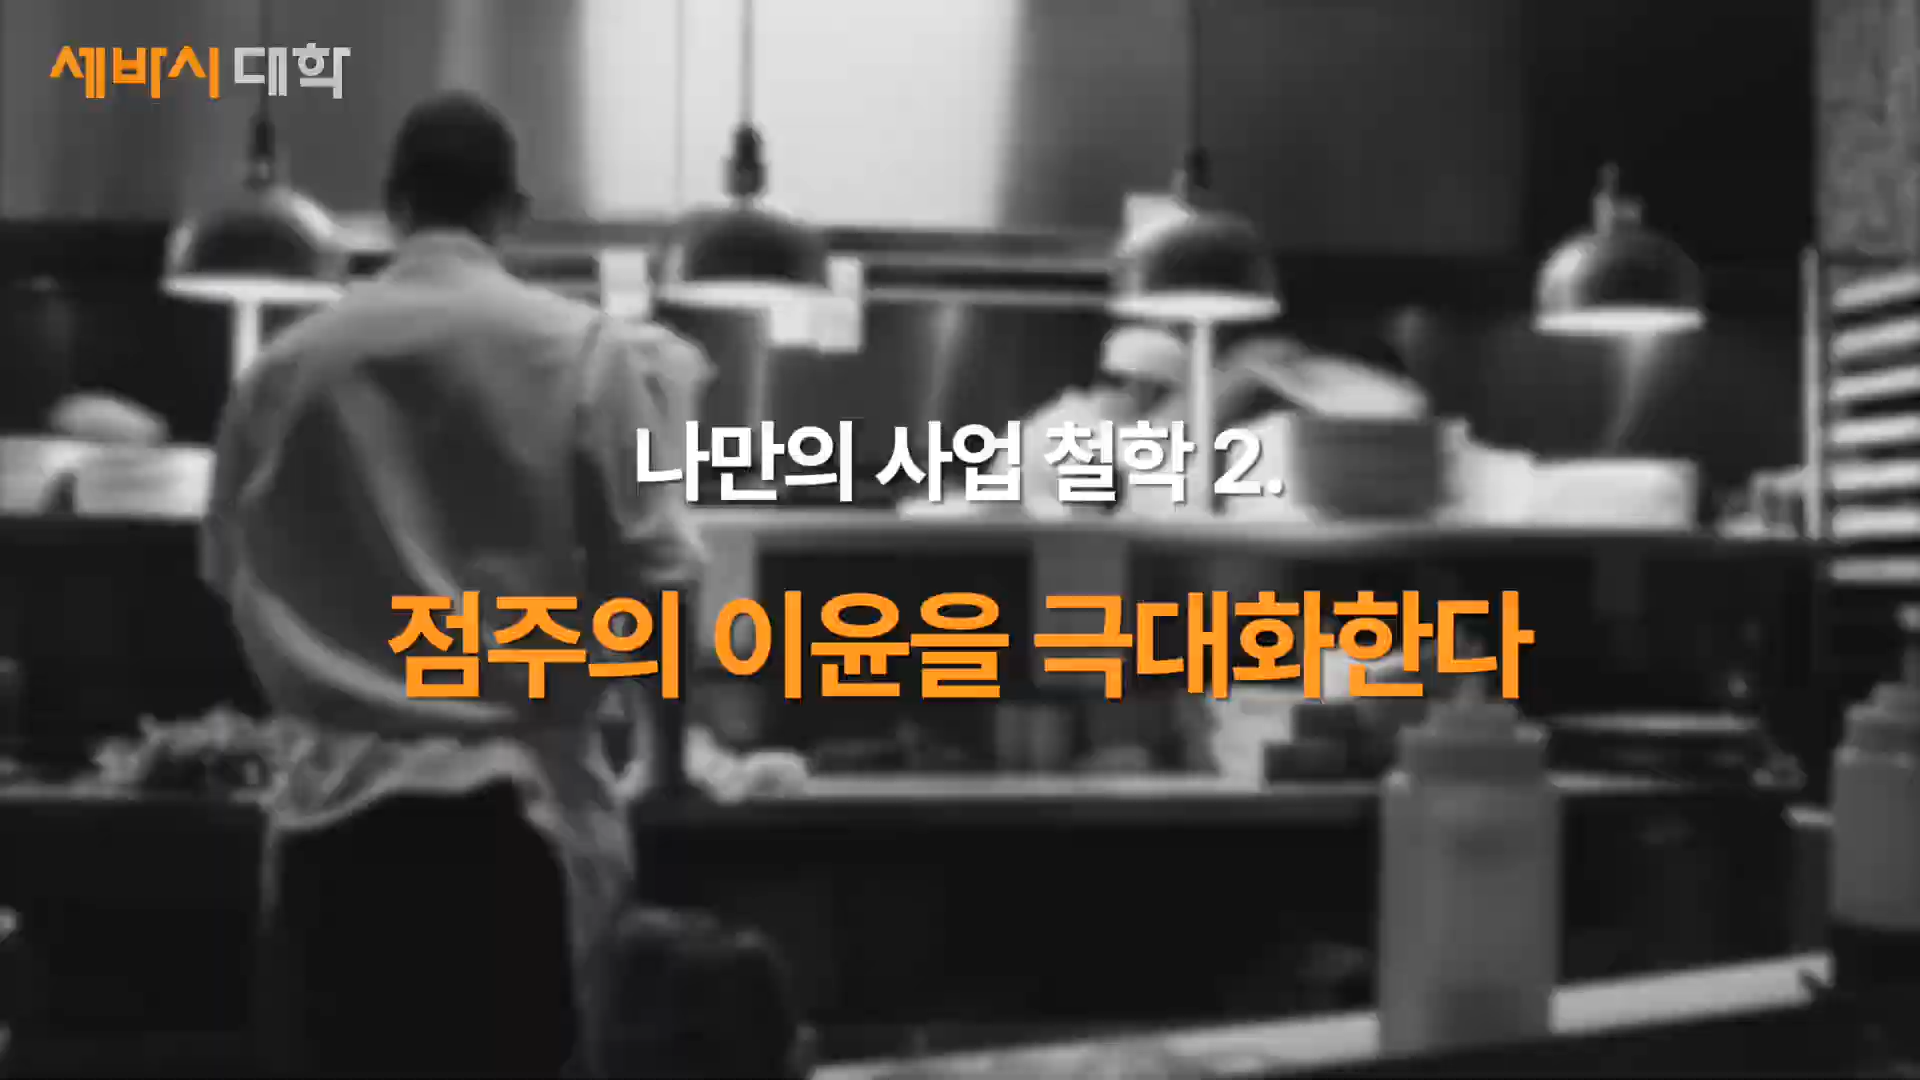 세바시 대학
나만의 사업 철학 2.
점주의 이윤을 극대화한다